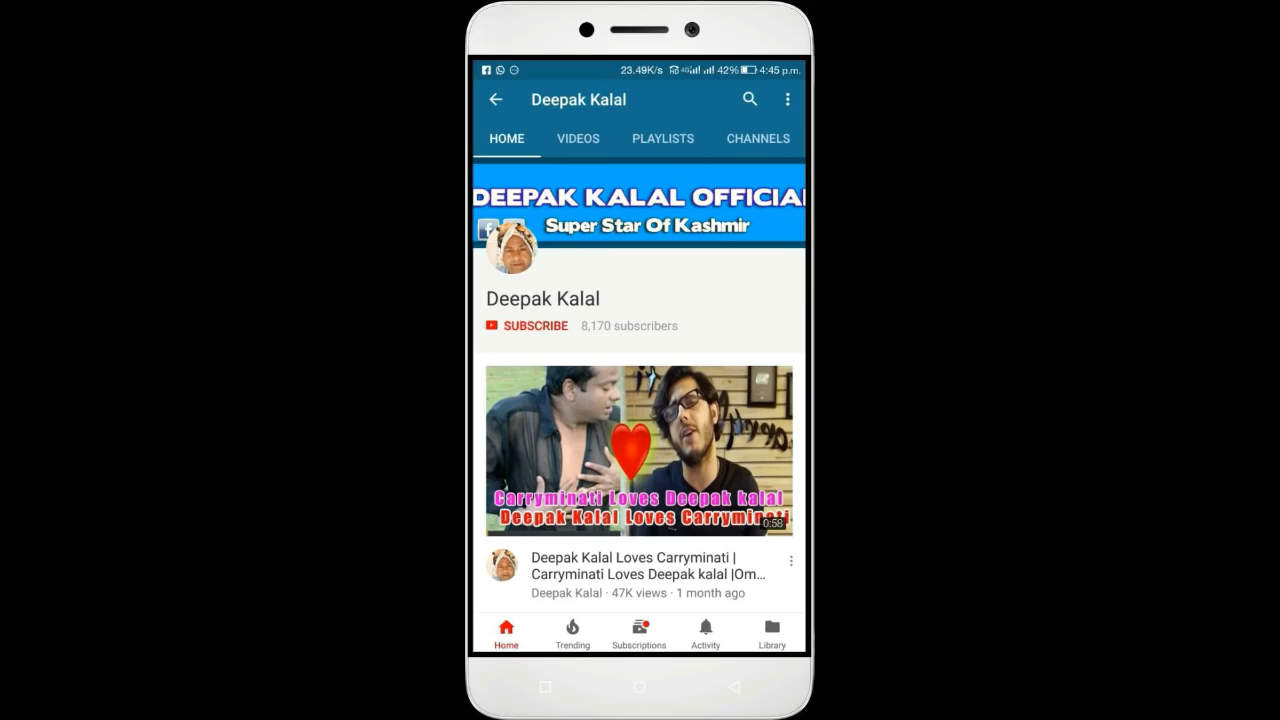 23.49K/s 4G 42% 4:45 p.m.
Deepak Kalal
HOME VIDEOS PLAYLISTS CHANNELS
DEEPAK KALAL OFFICIAL
Super Star Of Kashmir
Deepak Kalal
SUBSCRIBE 8,170 subscribers
Carryminati Loves Deepak kalal
Deepak Kalal Loves Carryminati
0:58
Deepak Kalal Loves Carryminati |
Carryminati Loves Deepak kalal |Om...
Deepak Kalal · 47K views · 1 month ago
Home Trending Subscriptions Activity Library